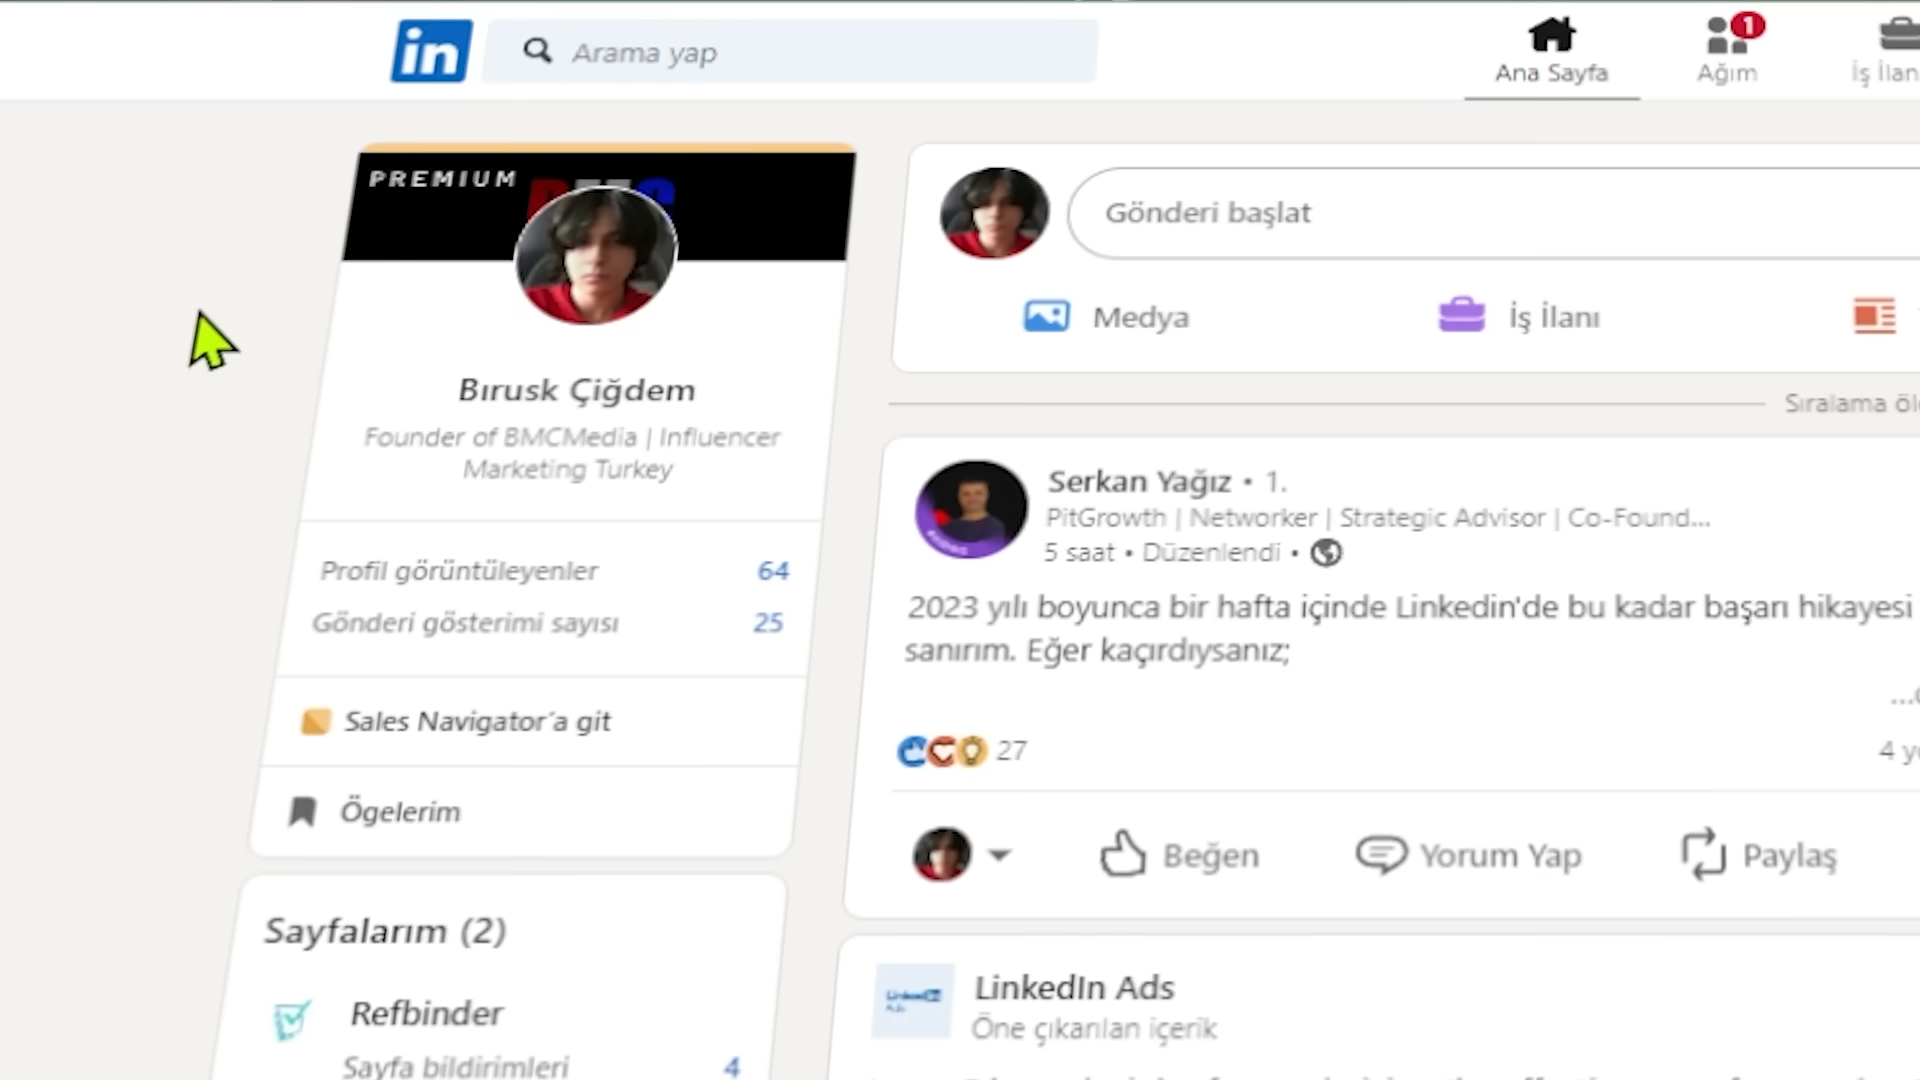 in
Arama yap
Ana Sayfa
1
Ağım
İş İlan
PREMIUM
Gönderi başlat
Medya
İş İlanı
Bırusk Çiğdem
Founder of BMCMedia | Influencer
Marketing Turkey
Sıralama
Serkan Yağız • 1.
PitGrowth | Networker | Strategic Advisor | Co-Found...
5 saat • Düzenlendi •
Profil görüntüleyenler 64
Gönderi gösterimi sayısı 25
2023 yılı boyunca bir hafta içinde Linkedin'de bu kadar başarı hikayesi
sanırım. Eğer kaçırdıysanız;
Sales Navigator´a git
27
4
Ögelerim
Beğen
Yorum Yap
Paylaş
Sayfalarım (2)
Refbinder
Sayfa bildirimleri 4
LinkedIn Ads
Öne çıkarılan içerik